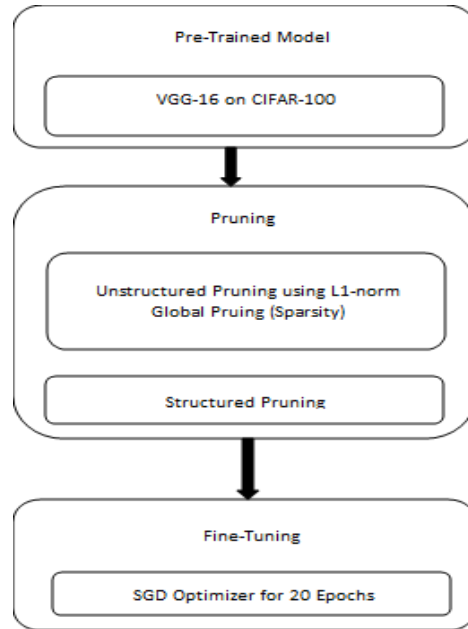 Pre-Trained Model
VGG-16 on CIFAR-100
Pruning
Unstructured Pruning using L1-norm
Global Pruing (Sparsity)
Structured Pruning
Fine-Tuning
SGD Optimizer for 20 Epochs